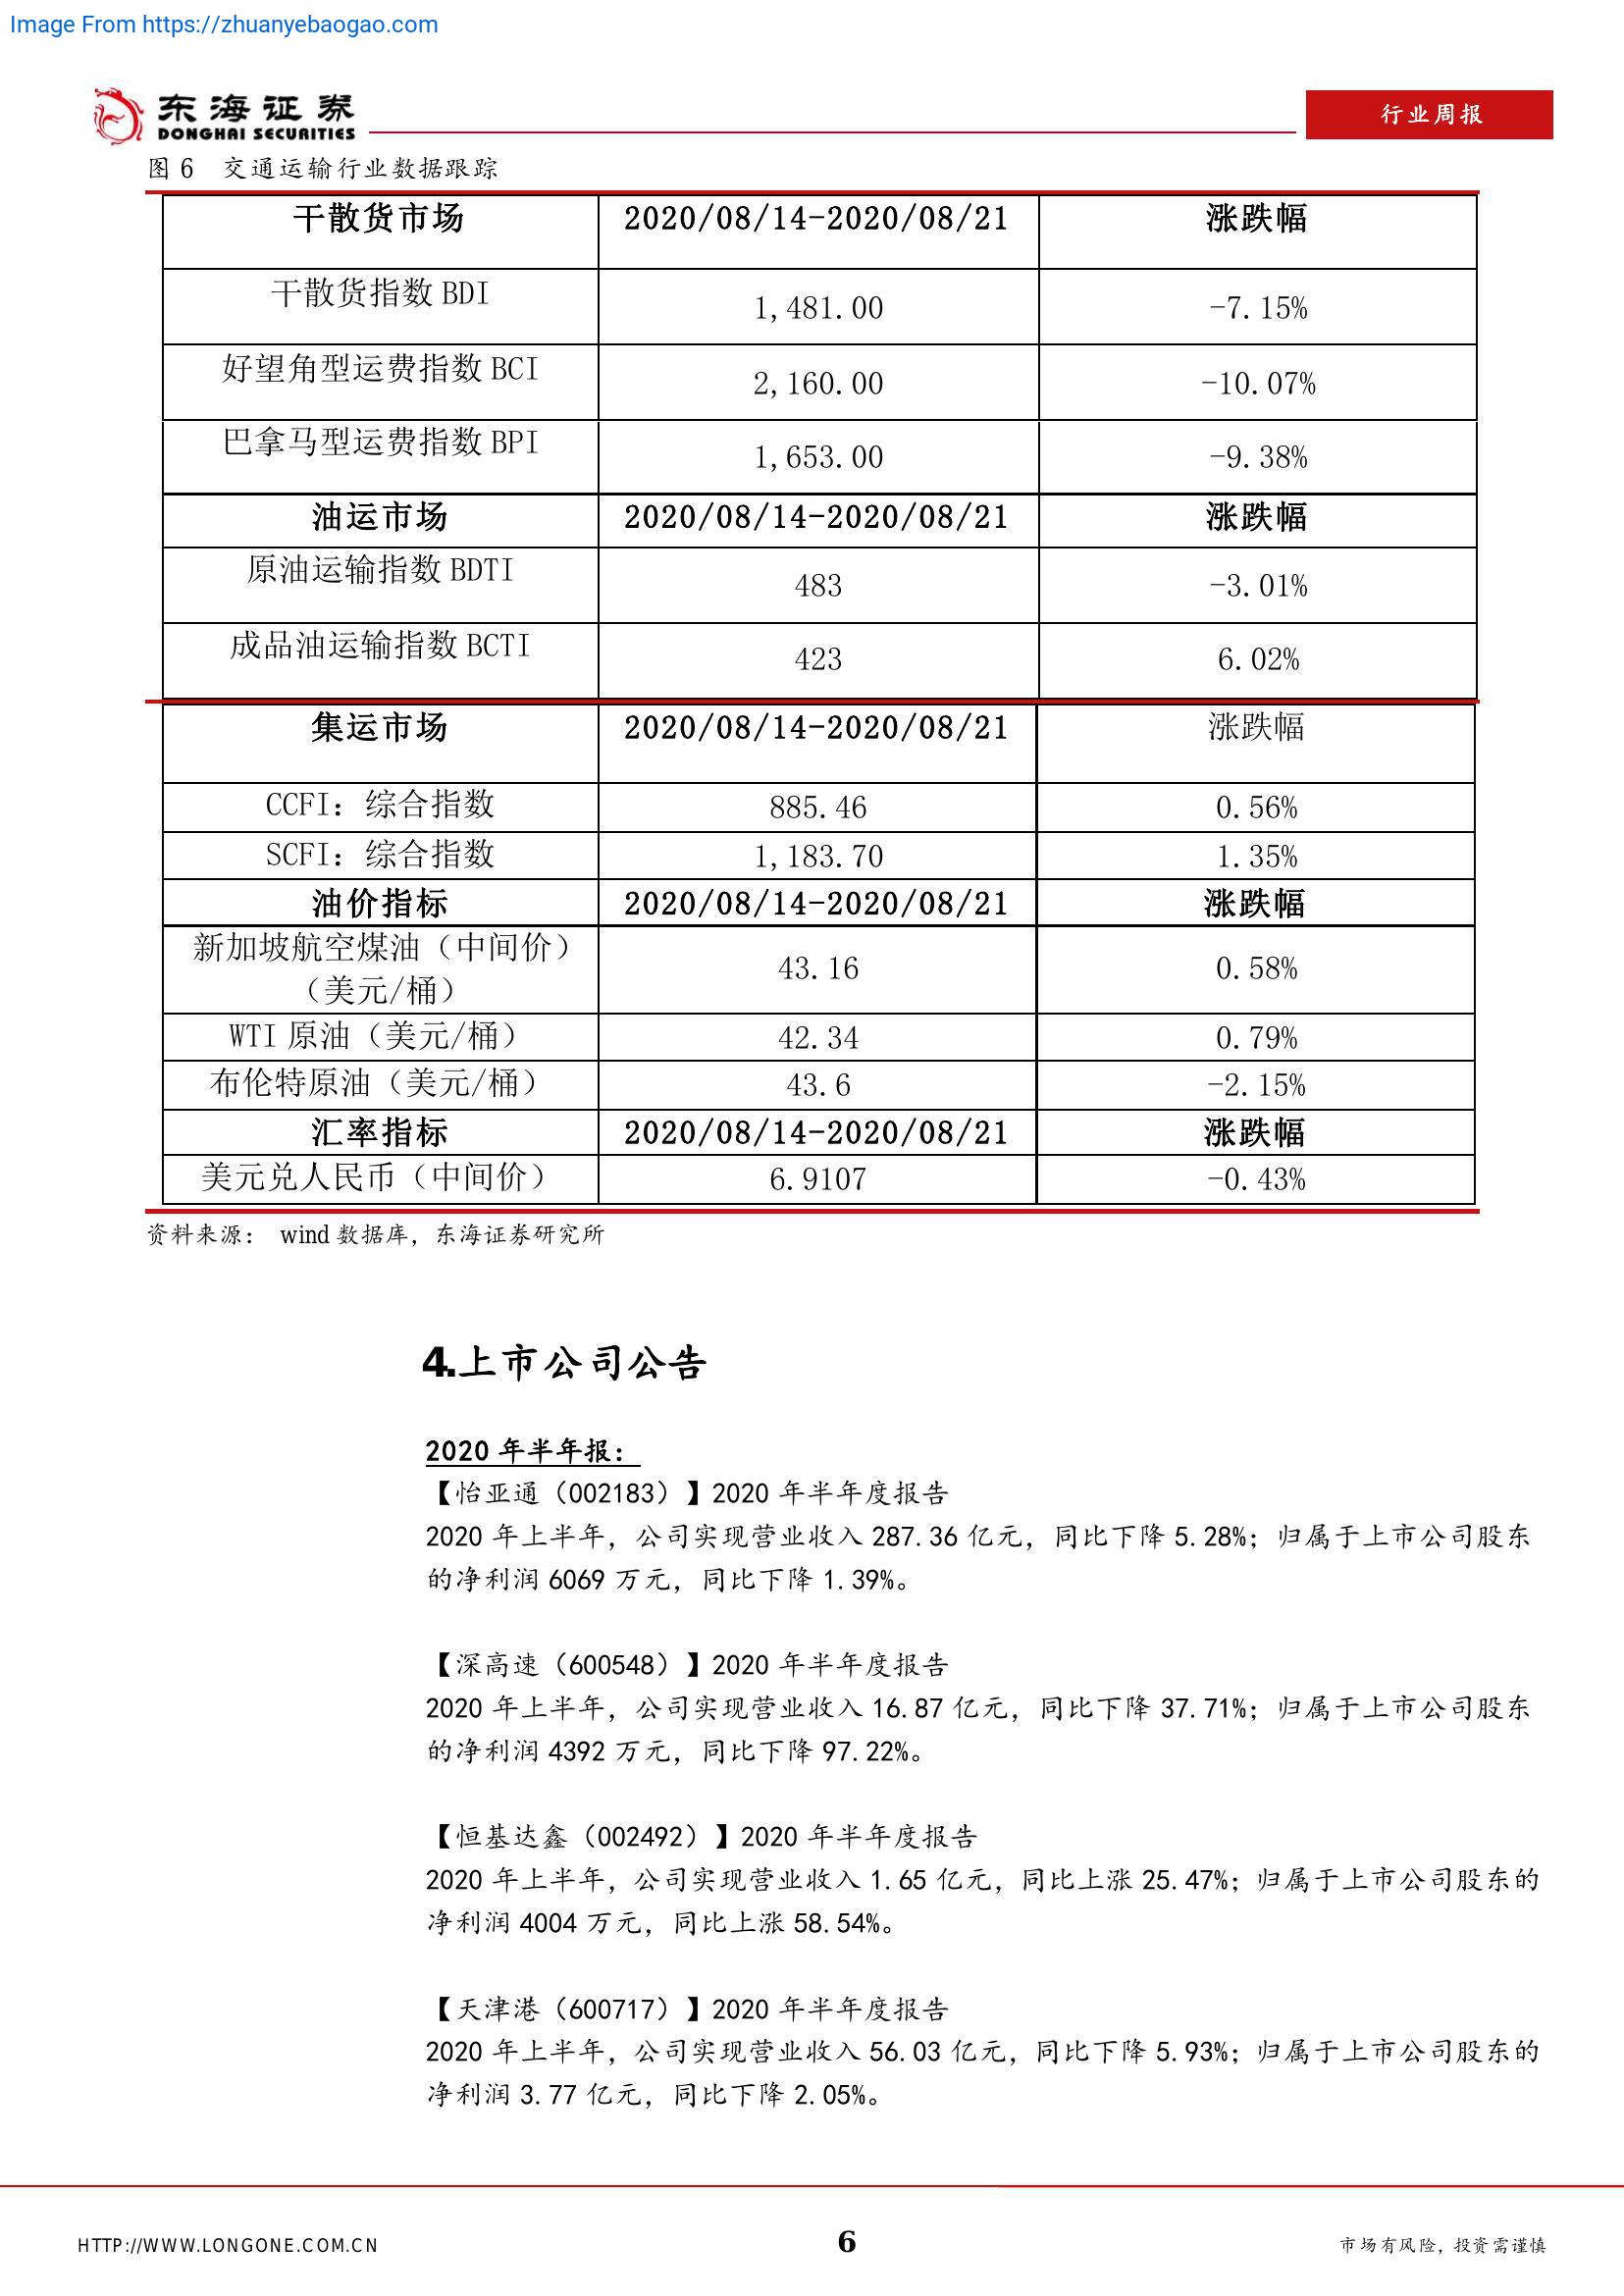 Image From https://zhuanyebaogao.com
东海证券
DONGHAI SECURITIES
行业周报
图 6 交通运输行业数据跟踪
干散货市场 2020/08/14-2020/08/21 涨跌幅
干散货指数 BDI 1,481.00 -7.15%
好望角型运费指数 BCI 2,160.00 -10.07%
巴拿马型运费指数 BPI 1,653.00 -9.38%
油运市场 2020/08/14-2020/08/21 涨跌幅
原油运输指数 BDTI 483 -3.01%
成品油运输指数 BCTI 423 6.02%
集运市场 2020/08/14-2020/08/21 涨跌幅
CCFI：综合指数 885.46 0.56%
SCFI：综合指数 1,183.70 1.35%
油价指标 2020/08/14-2020/08/21 涨跌幅
新加坡航空煤油（中间价）
（美元/桶） 43.16 0.58%
WTI 原油（美元/桶） 42.34 0.79%
布伦特原油（美元/桶） 43.6 -2.15%
汇率指标 2020/08/14-2020/08/21 涨跌幅
美元兑人民币（中间价） 6.9107 -0.43%
资料来源： wind 数据库，东海证券研究所
4.上市公司公告
2020 年半年报：
【怡亚通（002183）】2020 年半年度报告
2020 年上半年，公司实现营业收入 287.36 亿元，同比下降 5.28%；归属于上市公司股东
的净利润 6069 万元，同比下降 1.39%。
【深高速（600548）】2020 年半年度报告
2020 年上半年，公司实现营业收入 16.87 亿元，同比下降 37.71%；归属于上市公司股东
的净利润 4392 万元，同比下降 97.22%。
【恒基达鑫（002492）】2020 年半年度报告
2020 年上半年，公司实现营业收入 1.65 亿元，同比上涨 25.47%；归属于上市公司股东的
净利润 4004 万元，同比上涨 58.54%。
【天津港（600717）】2020 年半年度报告
2020 年上半年，公司实现营业收入 56.03 亿元，同比下降 5.93%；归属于上市公司股东的
净利润 3.77 亿元，同比下降 2.05%。
HTTP://WWW.LONGONE.COM.CN 6 市场有风险，投资需谨慎